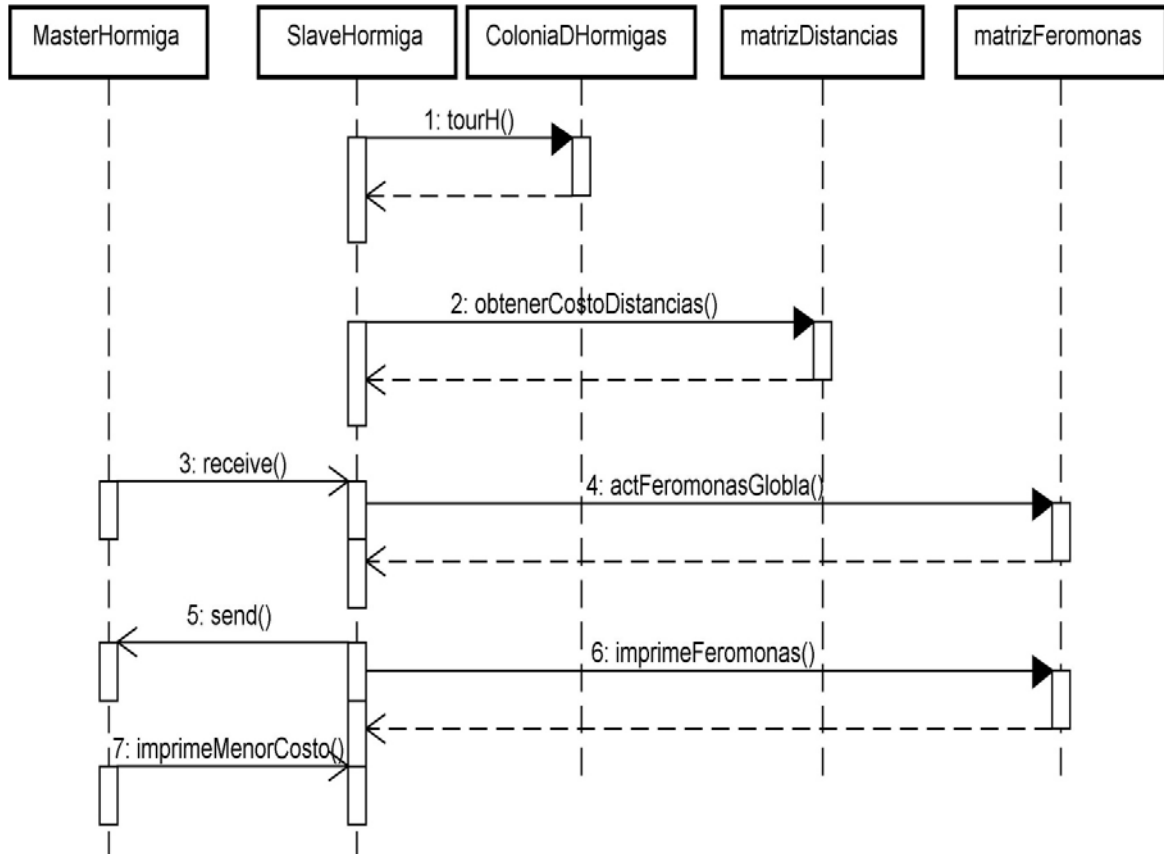 MasterHormiga
SlaveHormiga
ColoniaDHormigas
matrizDistancias
matrizFeromonas
1: tourH()
2: obtenerCostoDistancias()
3: receive()
4: actFeromonasGlobla()
5: send()
6: imprimeFeromonas()
7: imprimeMenorCosto()